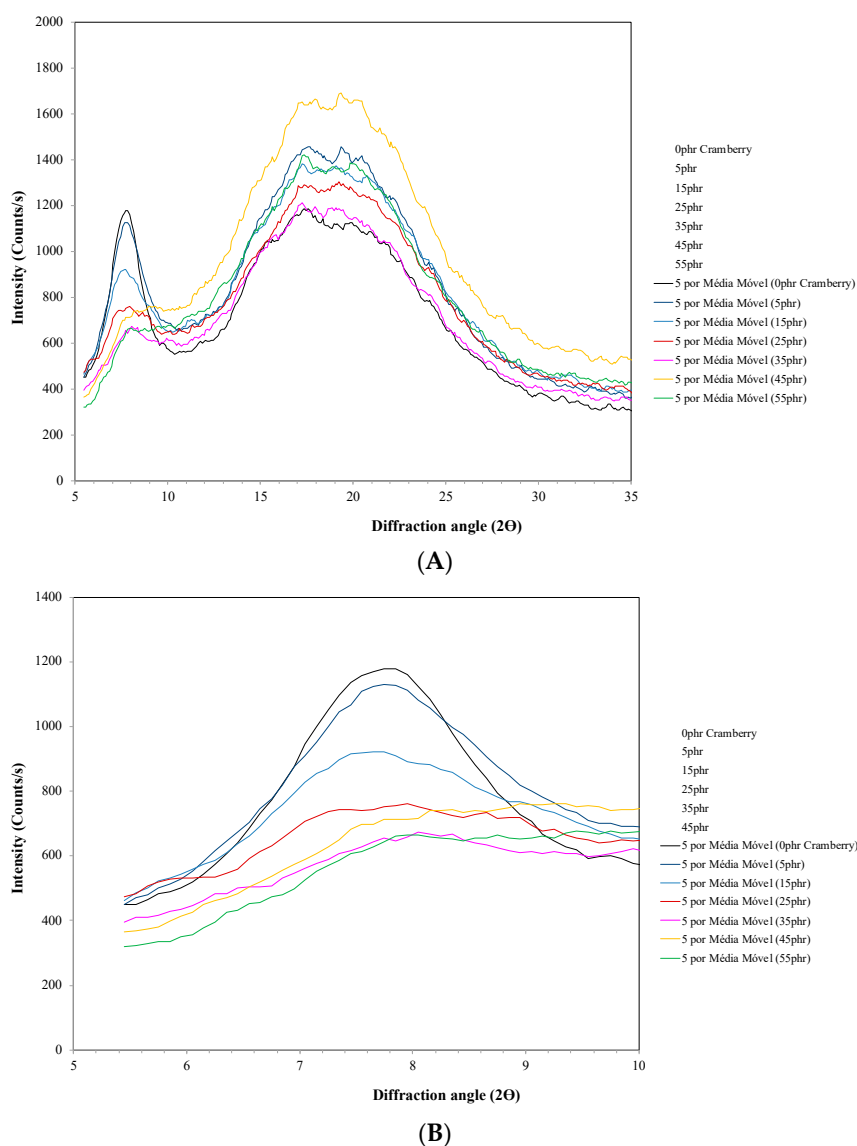 2000
1800
1600
1400
1200
1000
800
600
400
200
0
Intensity (Counts/s)
5 10 15 20 25 30 35
Diffraction angle (2ϴ)
0phr Cramberry
5phr
15phr
25phr
35phr
45phr
55phr
5 por Média Móvel (0phr Cramberry)
5 por Média Móvel (5phr)
5 por Média Móvel (15phr)
5 por Média Móvel (25phr)
5 por Média Móvel (35phr)
5 por Média Móvel (45phr)
5 por Média Móvel (55phr)
(A)
1400
1200
1000
800
600
400
200
0
Intensity (Counts/s)
5 6 7 8 9 10
Diffraction angle (2ϴ)
0phr Cramberry
5phr
15phr
25phr
35phr
45phr
5 por Média Móvel (0phr Cramberry)
5 por Média Móvel (5phr)
5 por Média Móvel (15phr)
5 por Média Móvel (25phr)
5 por Média Móvel (35phr)
5 por Média Móvel (45phr)
5 por Média Móvel (55phr)
(B)